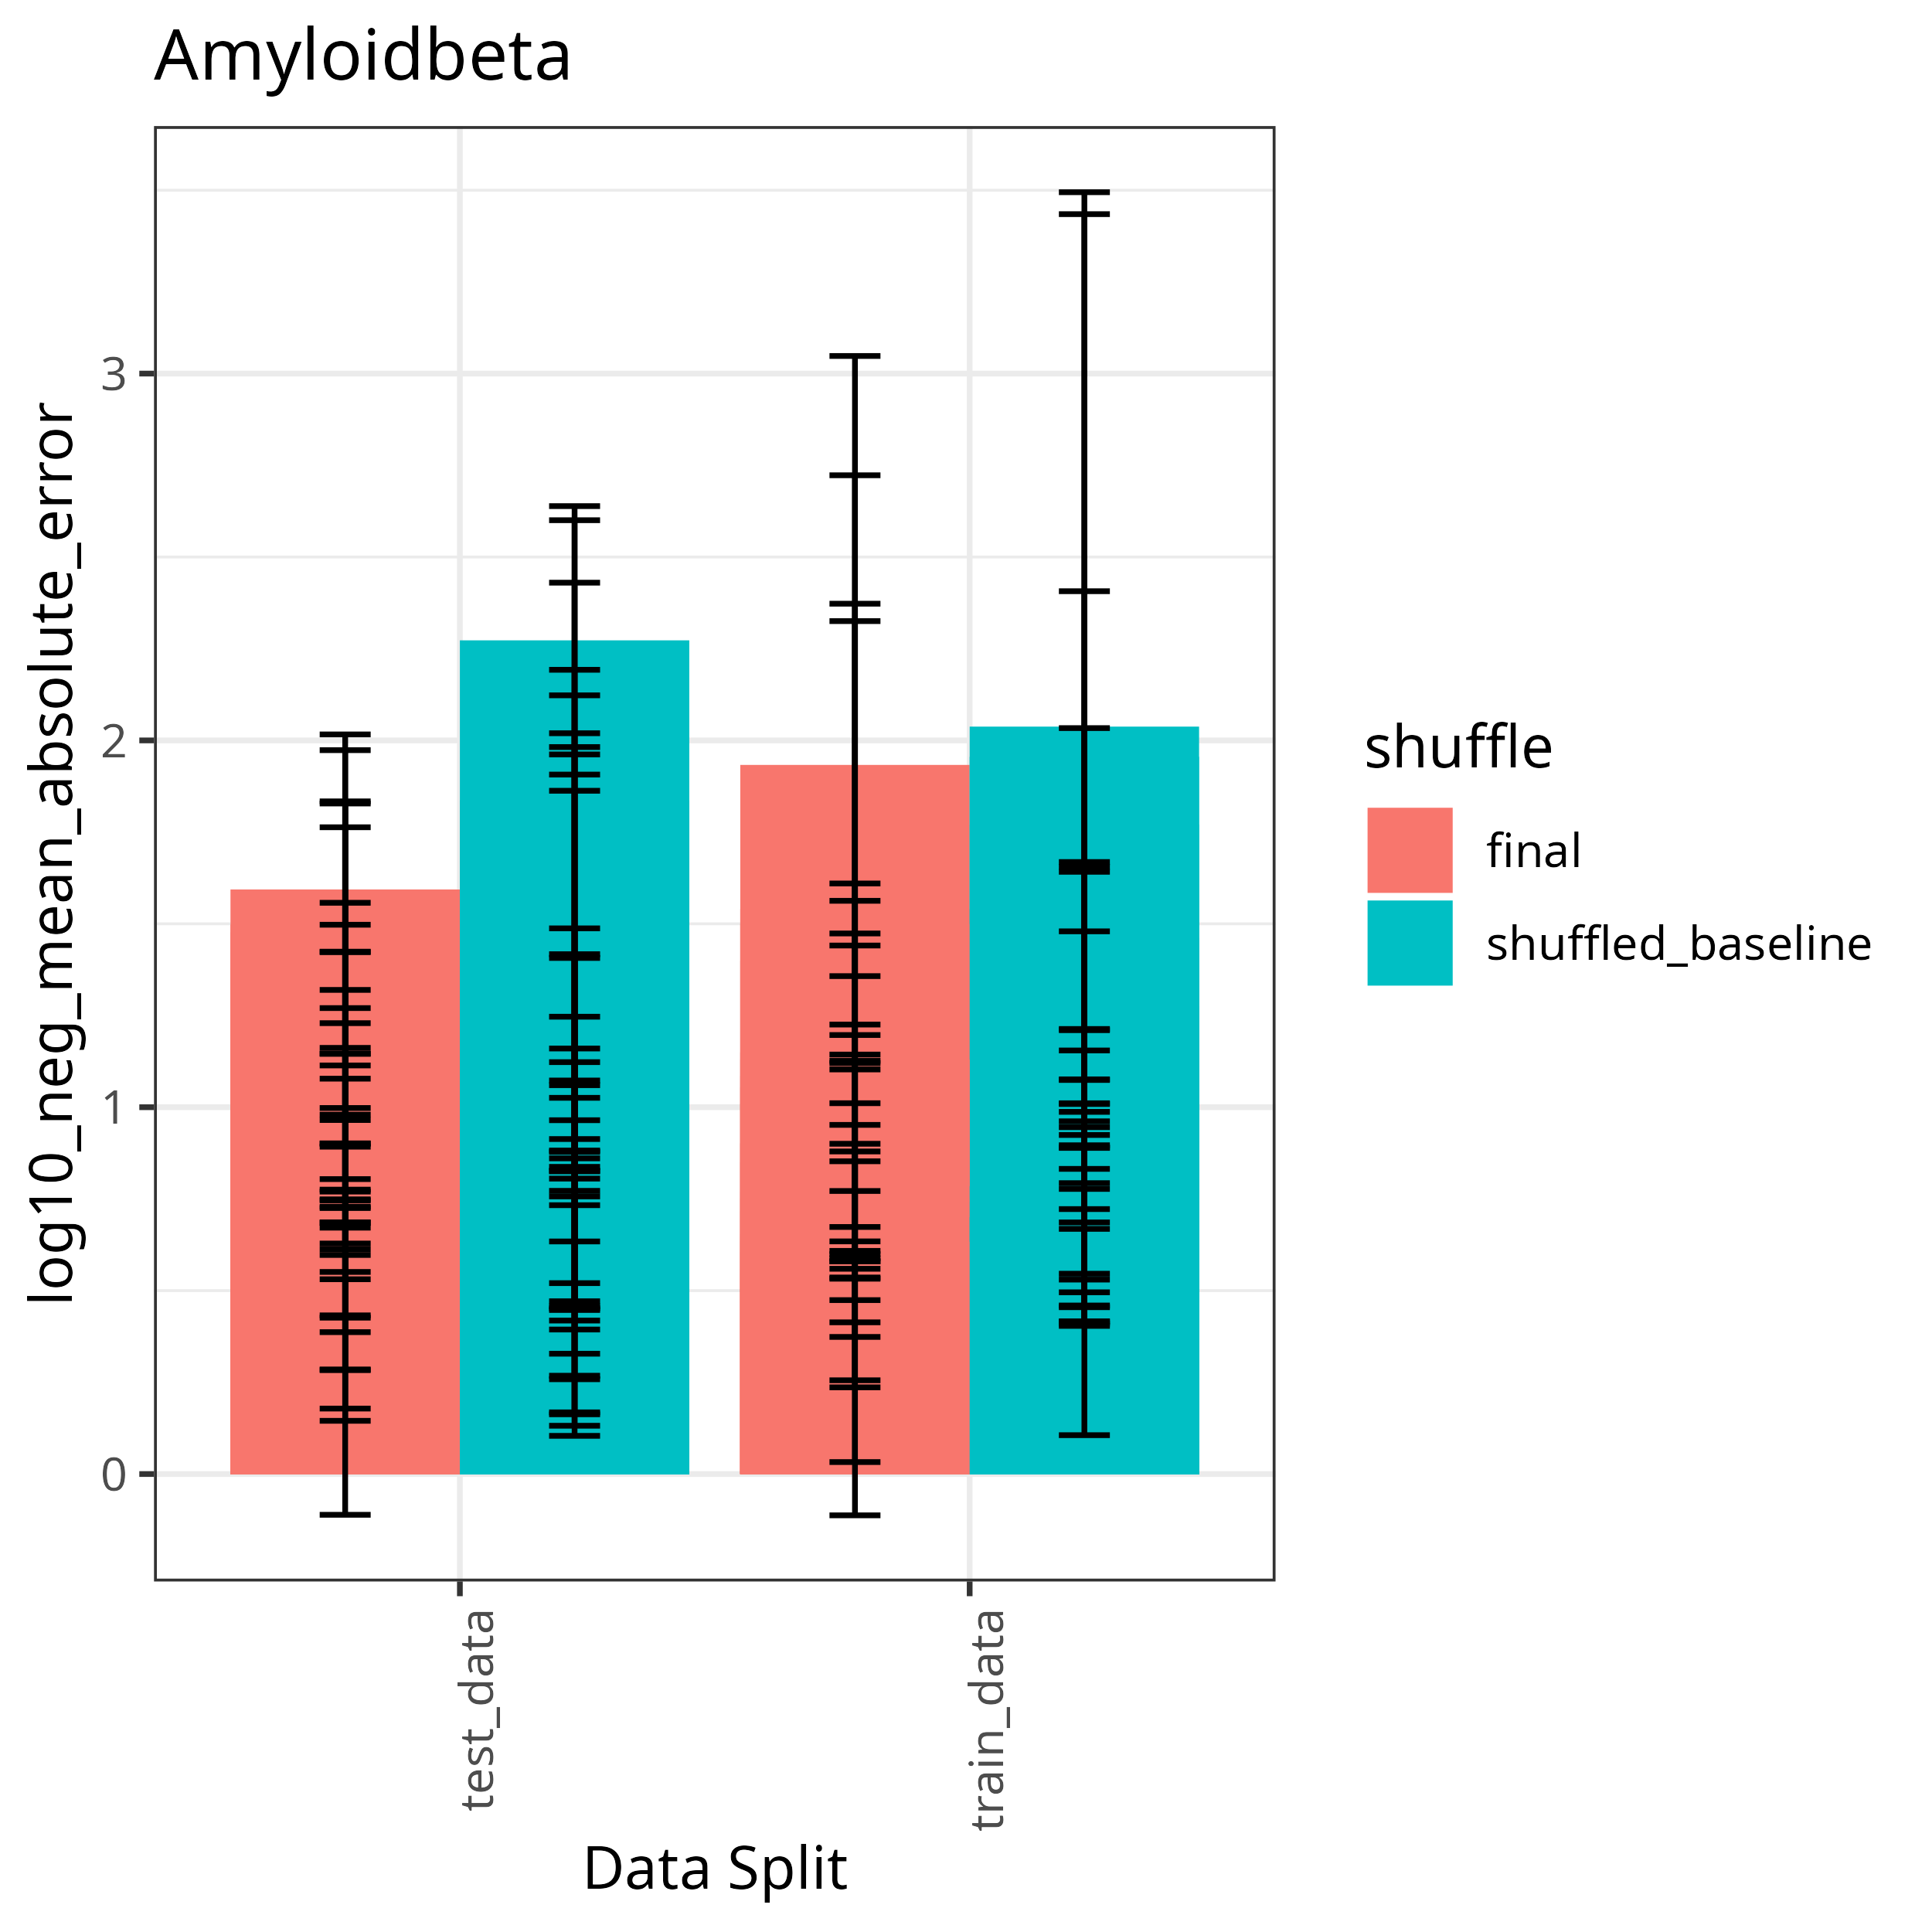 Amyloidbeta
log10_neg_mean_absolute_error
3
2
1
0
test_data
train_data
Data Split
shuffle
final
shuffled_baseline